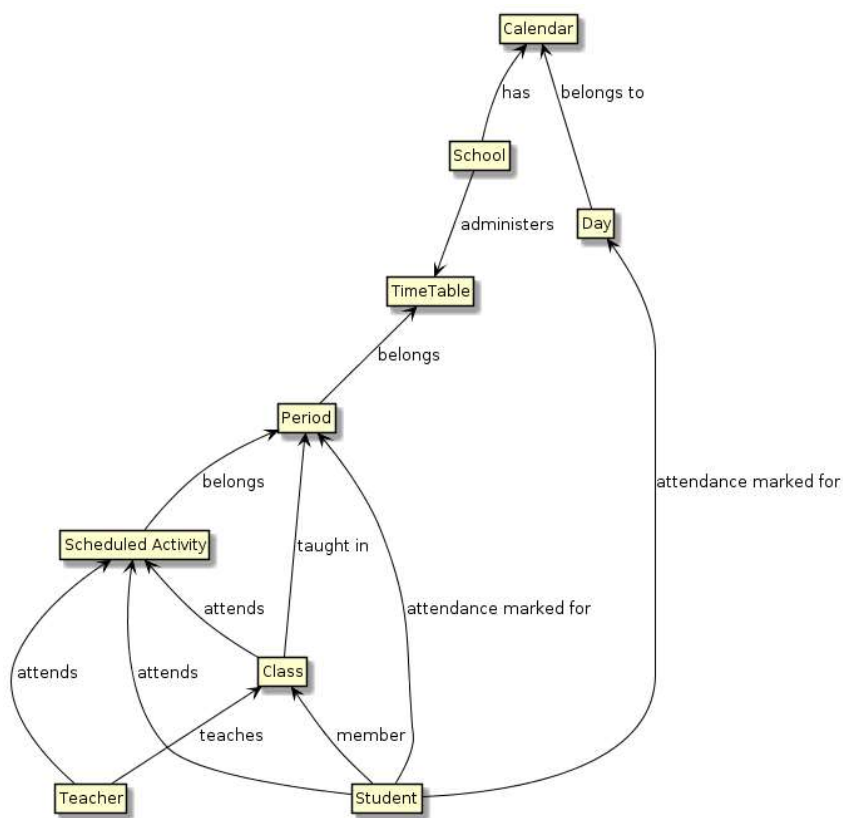 Calendar
has
belongs to
School
Day
administers
TimeTable
belongs
Period
belongs
attendance marked for
Scheduled Activity
taught in
attends
attendance marked for
Class
attends
attends
teaches
member
Teacher
Student